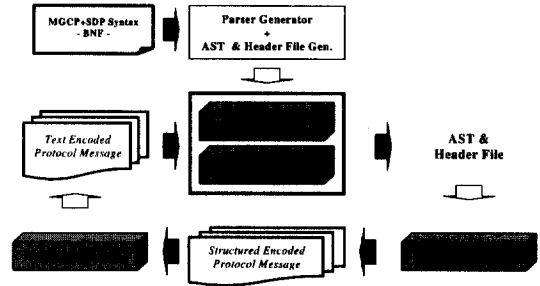 MGCP+SDP Syntax
- BNF -
Parser Generator
+
AST & Header File Gen.
Text Encoded
Protocol Message
AST &
Header File
Structured Encoded
Protocol Message